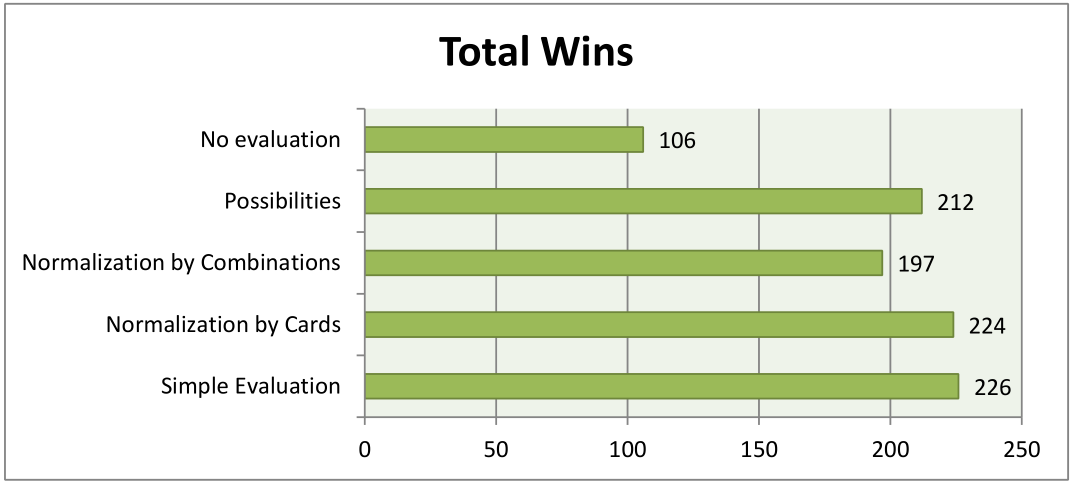 Total Wins
No evaluation 106
Possibilities 212
Normalization by Combinations 197
Normalization by Cards 224
Simple Evaluation 226
0 50 100 150 200 250